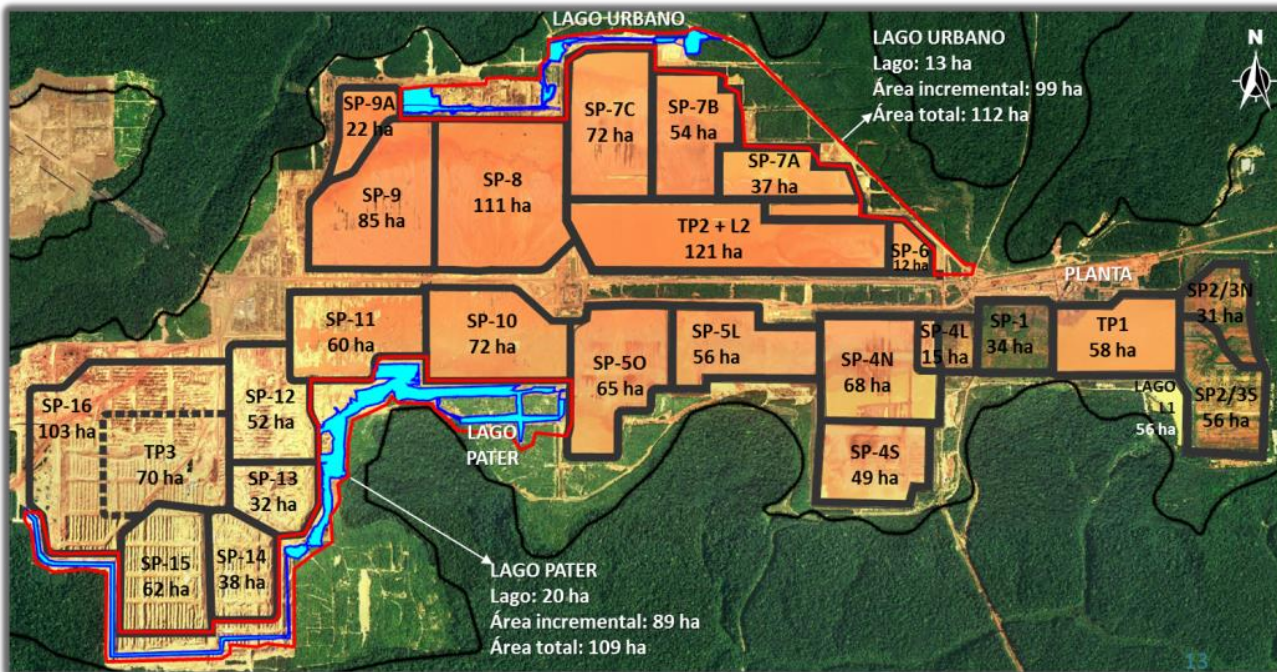 LAGO URBANO
LAGO URBANO
Lago: 13 ha
Área incremental: 99 ha
Área total: 112 ha
N
SP-9A
22 ha
SP-7C
72 ha
SP-7B
54 ha
SP-7A
37 ha
SP-9
85 ha
SP-8
111 ha
TP2 + L2
121 ha
SP-6
12 ha
PLANTA
SP2/3N
31 ha
SP-11
60 ha
SP-10
72 ha
SP-5O
65 ha
SP-5L
56 ha
SP-4N
68 ha
SP-4L
15 ha
SP-1
34 ha
TP1
58 ha
LAGO
L1
56 ha
SP2/3S
56 ha
SP-16
103 ha
TP3
70 ha
SP-12
52 ha
SP-13
32 ha
LAGO
PATER
SP-4S
49 ha
SP-15
62 ha
SP-14
38 ha
LAGO PATER
Lago: 20 ha
Área incremental: 89 ha
Área total: 109 ha
13